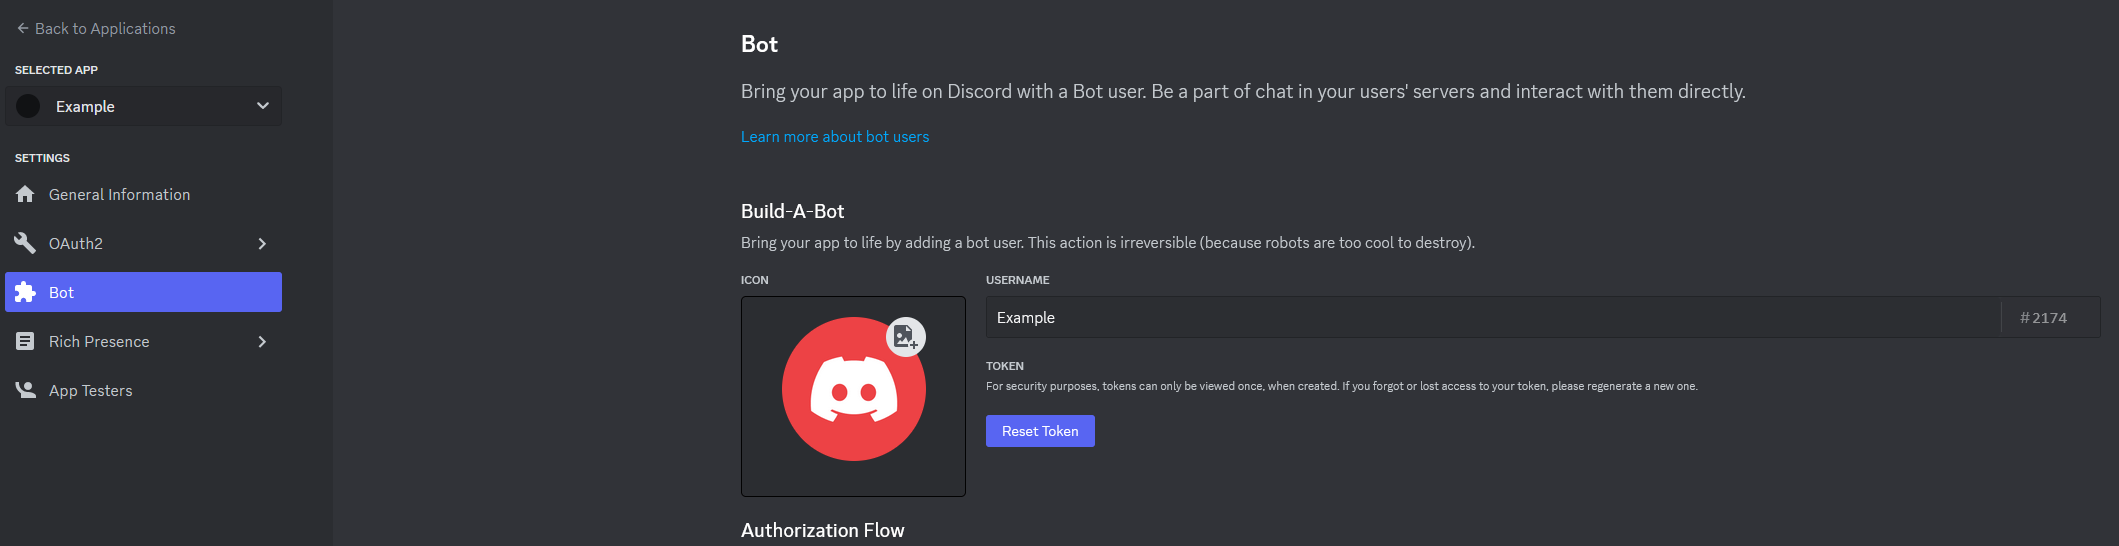 Back to Applications
SELECTED APP
Example
SETTINGS
General Information
OAuth2
Bot
Rich Presence
App Testers
Bot
Bring your app to life on Discord with a Bot user. Be a part of chat in your users' servers and interact with them directly.
Learn more about bot users
Build-A-Bot
Bring your app to life by adding a bot user. This action is irreversible (because robots are too cool to destroy).
ICON
USERNAME
Example
#2174
TOKEN
For security purposes, tokens can only be viewed once, when created. If you forgot or lost access to your token, please regenerate a new one.
Reset Token
Authorization Flow